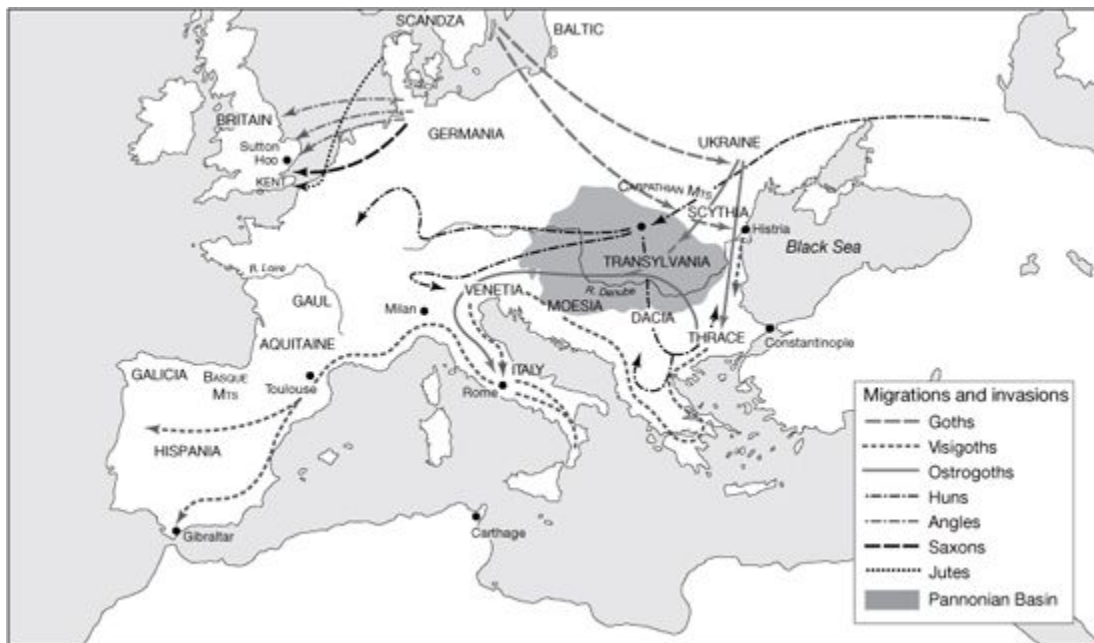 SCANDZA
BALTIC
BRITAIN
Sutton
Hoo
KENT
GERMANIA
UKRAINE
CARPATHIAN MTS
SCYTHIA
Histria
Black Sea
TRANSYLVANIA
R. Loire
R. Danube
VENETIA
MOESIA
GAUL
Milan
DACIA
THRACE
Constantinople
AQUITAINE
GALICIA
BASQUE
MTS
Toulouse
ITALY
Rome
HISPANIA
Gibraltar
Carthage
Migrations and invasions
Goths
Visigoths
Ostrogoths
Huns
Angles
Saxons
Jutes
Pannonian Basin